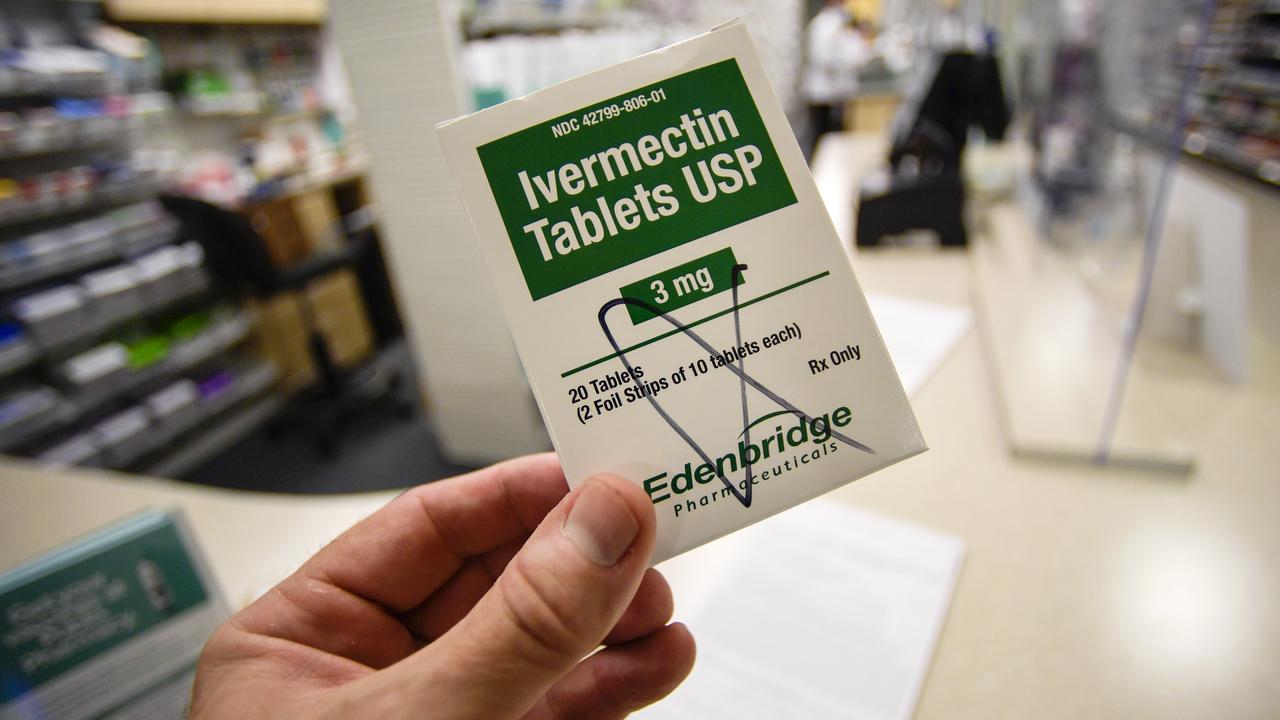 NDC 42799-806-01
Ivermectin
Tablets USP
3 mg
20 Tablets
(2 Foil Strips of 10 tablets each)
Rx Only
Edenbridge
Pharmaceuticals